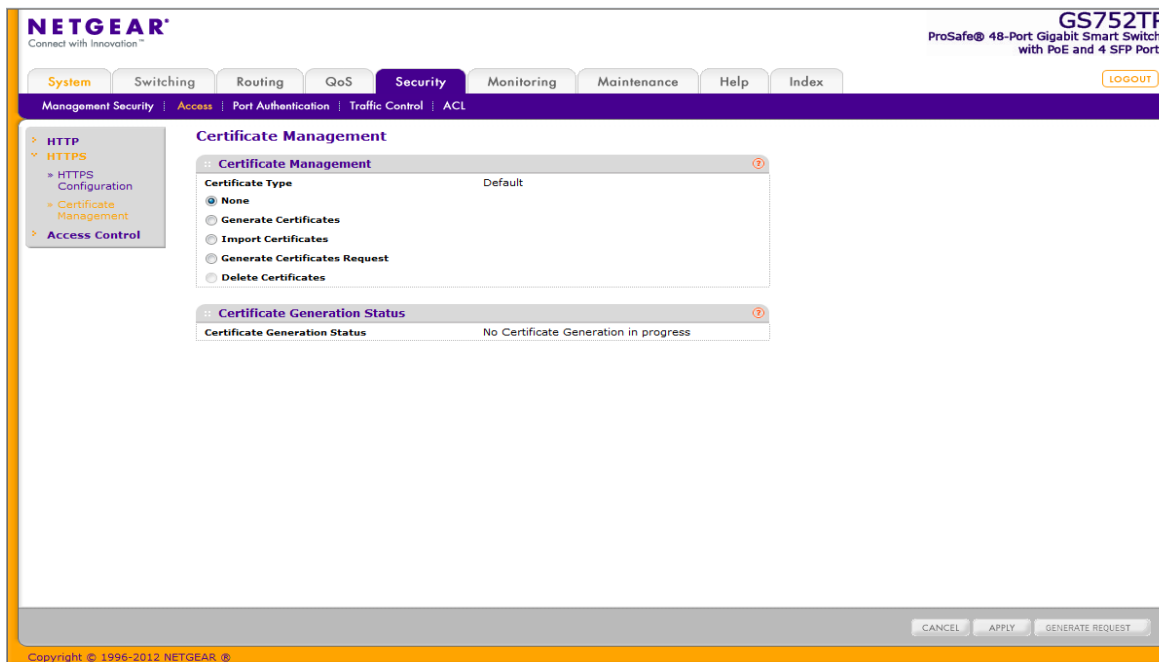 NETGEAR®
Connect with Innovation™
GS752TP
ProSafe® 48-Port Gigabit Smart Switch
with PoE and 4 SFP Port
System Switching Routing QoS Security Monitoring Maintenance Help Index
LOGOUT
Management Security | Access | Port Authentication | Traffic Control | ACL
HTTP
HTTPS
» HTTPS
Configuration
» Certificate
Management
Access Control
Certificate Management
Certificate Management
Certificate Type Default
None
Generate Certificates
Import Certificates
Generate Certificates Request
Delete Certificates
Certificate Generation Status
Certificate Generation Status No Certificate Generation in progress
CANCEL APPLY GENERATE REQUEST
Copyright © 1996-2012 NETGEAR ®